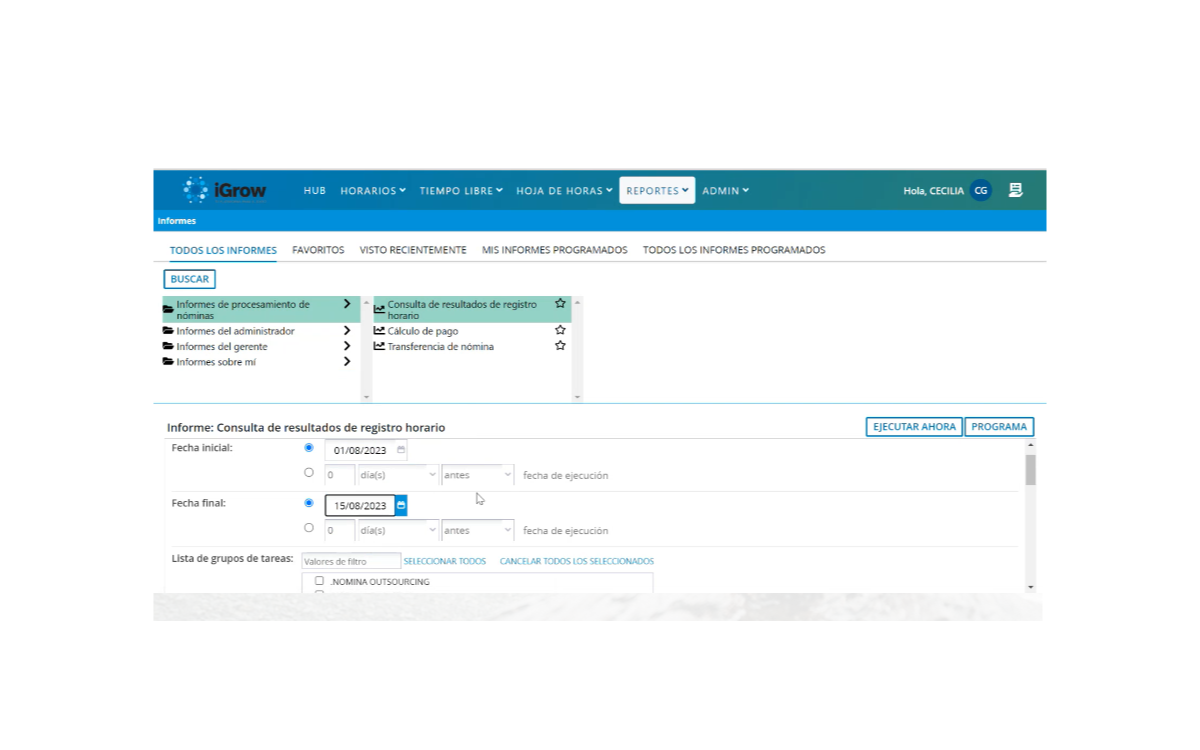 iGrow
HUB HORARIOS TIEMPO LIBRE HOJA DE HORAS REPORTES ADMIN Hola, CECILIA CG
Informes
TODOS LOS INFORMES FAVORITOS VISTO RECIENTEMENTE MIS INFORMES PROGRAMADOS TODOS LOS INFORMES PROGRAMADOS
BUSCAR
Informes de procesamiento de
nóminas
Informes del administrador
Informes del gerente
Informes sobre mí
Consulta de resultados de registro
horario
Cálculo de pago
Transferencia de nómina
Informe: Consulta de resultados de registro horario EJECUTAR AHORA PROGRAMA
Fecha inicial: 01/08/2023
0 día(s) antes fecha de ejecución
Fecha final: 15/08/2023
0 día(s) antes fecha de ejecución
Lista de grupos de tareas: Valores de filtro SELECCIONAR TODOS CANCELAR TODOS LOS SELECCIONADOS
.NOMINA OUTSOURCING